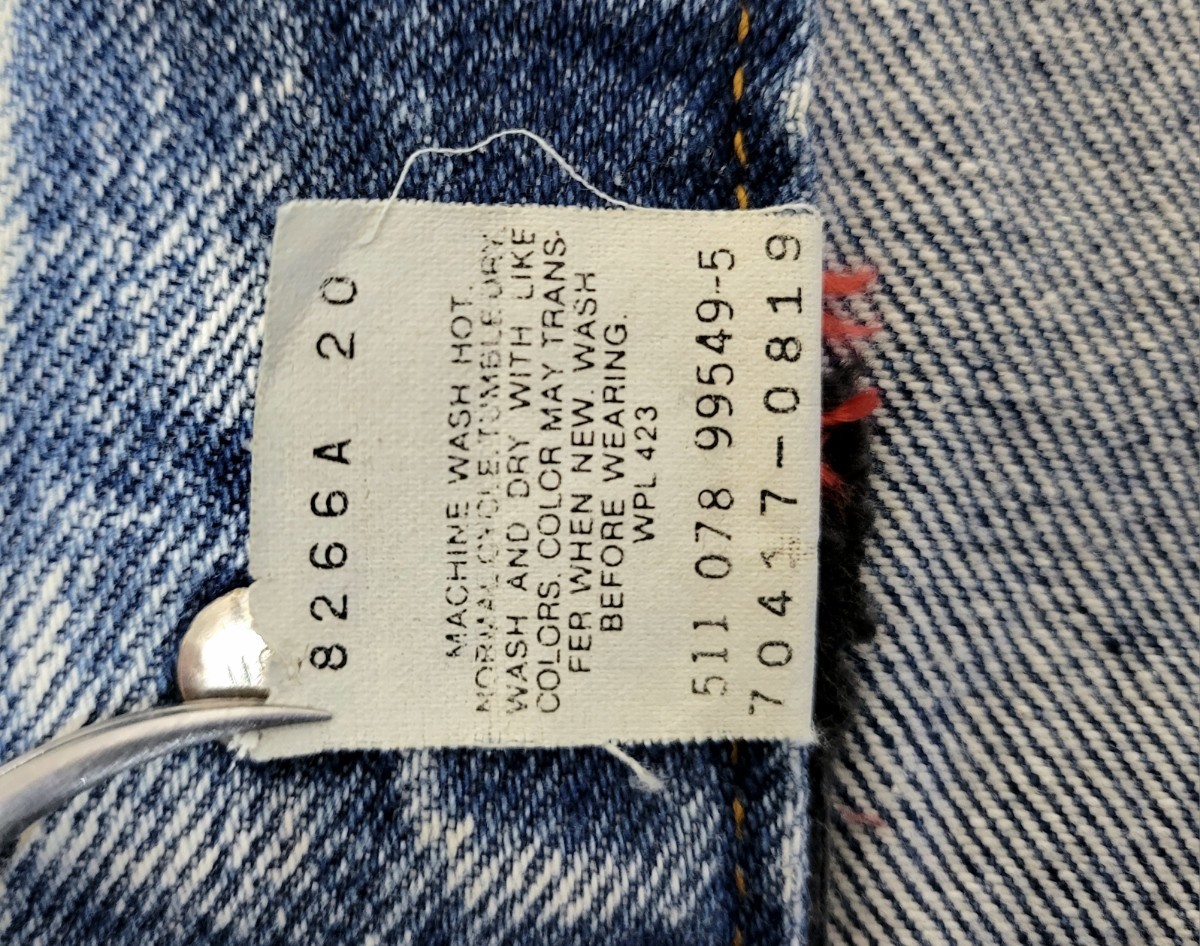 8266A 20
MACHINE WASH HOT.
NORMAL CYCLE. TUMBLE DRY.
WASH AND DRY WITH LIKE
COLORS. COLOR MAY TRANS-
FER WHEN NEW. WASH
BEFORE WEARING.
WPL 423
511 078 99549-5
70417-0819